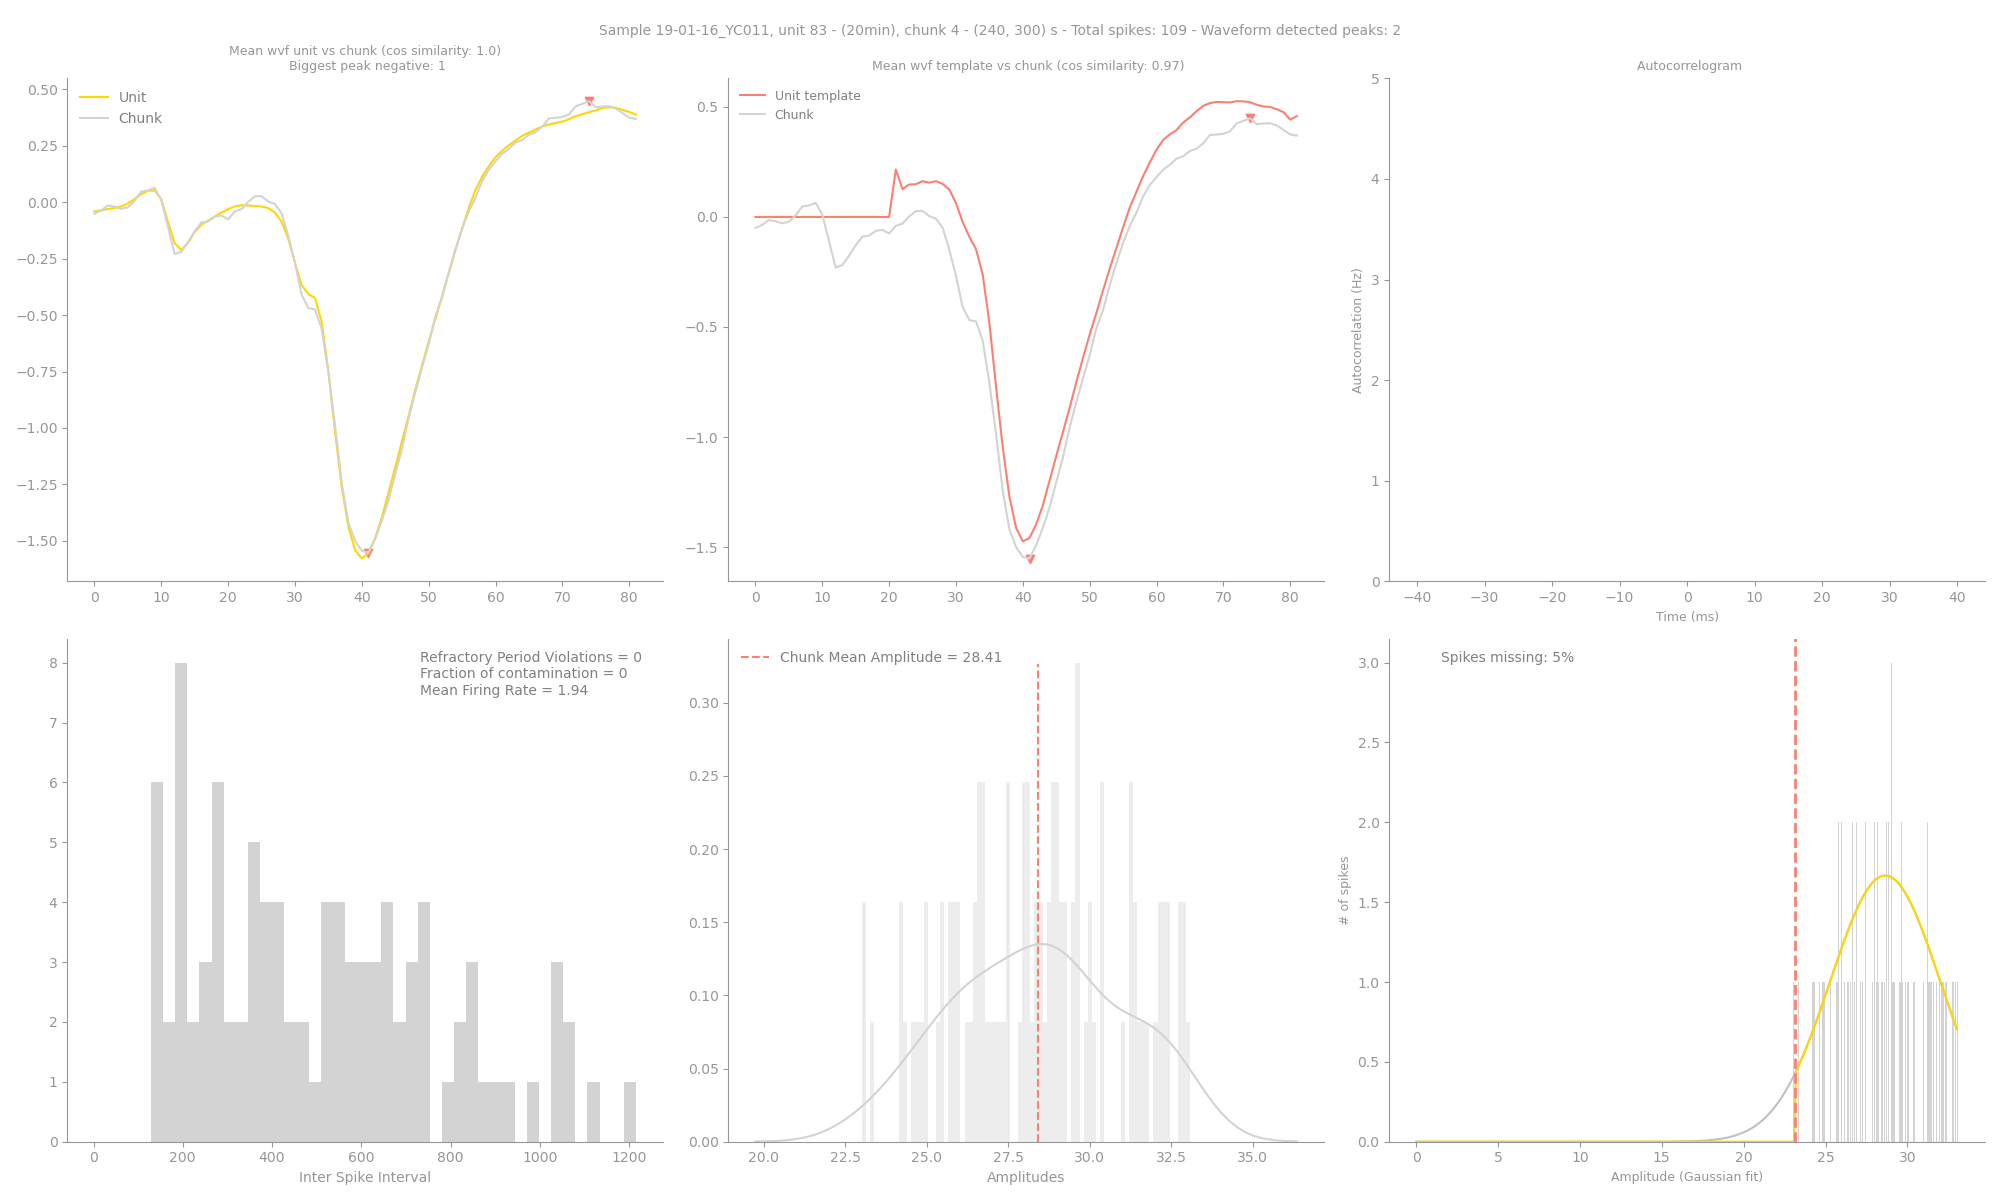 Sample 19-01-16_YC011, unit 83 - (20min), chunk 4 - (240, 300) s - Total spikes: 109 - Waveform detected peaks: 2
Mean wvf unit vs chunk (cos similarity: 1.0)
Biggest peak negative: 1
Unit
Chunk
0.50
0.25
0.00
−0.25
−0.50
−0.75
−1.00
−1.25
−1.50
0 10 20 30 40 50 60 70 80
Mean wvf template vs chunk (cos similarity: 0.97)
Unit template
Chunk
0.5
0.0
−0.5
−1.0
−1.5
0 10 20 30 40 50 60 70 80
Autocorrelogram
Autocorrelation (Hz)
5
4
3
2
1
0
−40 −30 −20 −10 0 10 20 30 40
Time (ms)
Refractory Period Violations = 0
Fraction of contamination = 0
Mean Firing Rate = 1.94
8
7
6
5
4
3
2
1
0
0 200 400 600 800 1000 1200
Inter Spike Interval
Chunk Mean Amplitude = 28.41
0.30
0.25
0.20
0.15
0.10
0.05
0.00
20.0 22.5 25.0 27.5 30.0 32.5 35.0
Amplitudes
Spikes missing: 5%
# of spikes
3.0
2.5
2.0
1.5
1.0
0.5
0.0
0 5 10 15 20 25 30
Amplitude (Gaussian fit)